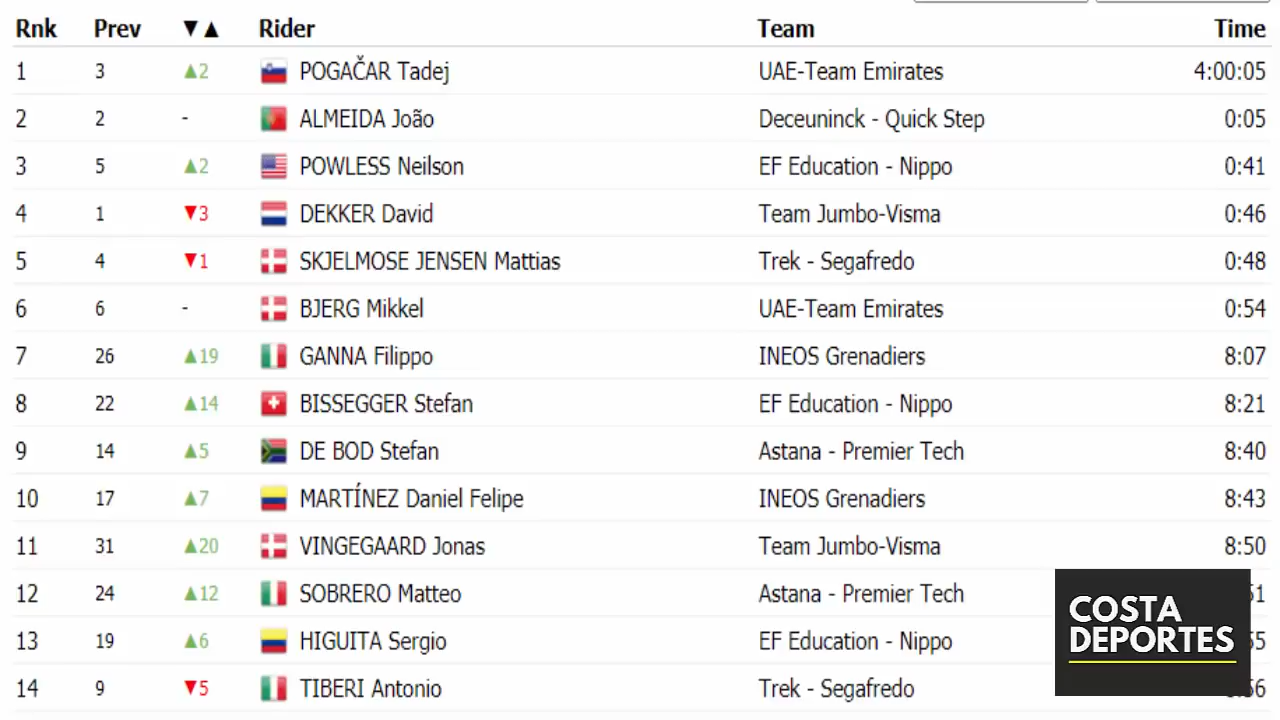 Rnk Prev ▼▲ Rider Team Time
1 3 ▲2 POGAČAR Tadej UAE-Team Emirates 4:00:05
2 2 - ALMEIDA João Deceuninck - Quick Step 0:05
3 5 ▲2 POWLESS Neilson EF Education - Nippo 0:41
4 1 ▼3 DEKKER David Team Jumbo-Visma 0:46
5 4 ▼1 SKJELMOSE JENSEN Mattias Trek - Segafredo 0:48
6 6 - BJERG Mikkel UAE-Team Emirates 0:54
7 26 ▲19 GANNA Filippo INEOS Grenadiers 8:07
8 22 ▲14 BISSEGGER Stefan EF Education - Nippo 8:21
9 14 ▲5 DE BOD Stefan Astana - Premier Tech 8:40
10 17 ▲7 MARTÍNEZ Daniel Felipe INEOS Grenadiers 8:43
11 31 ▲20 VINGEGAARD Jonas Team Jumbo-Visma 8:50
12 24 ▲12 SOBRERO Matteo Astana - Premier Tech
13 19 ▲6 HIGUITA Sergio EF Education - Nippo
14 9 ▼5 TIBERI Antonio Trek - Segafredo
COSTA
DEPORTES